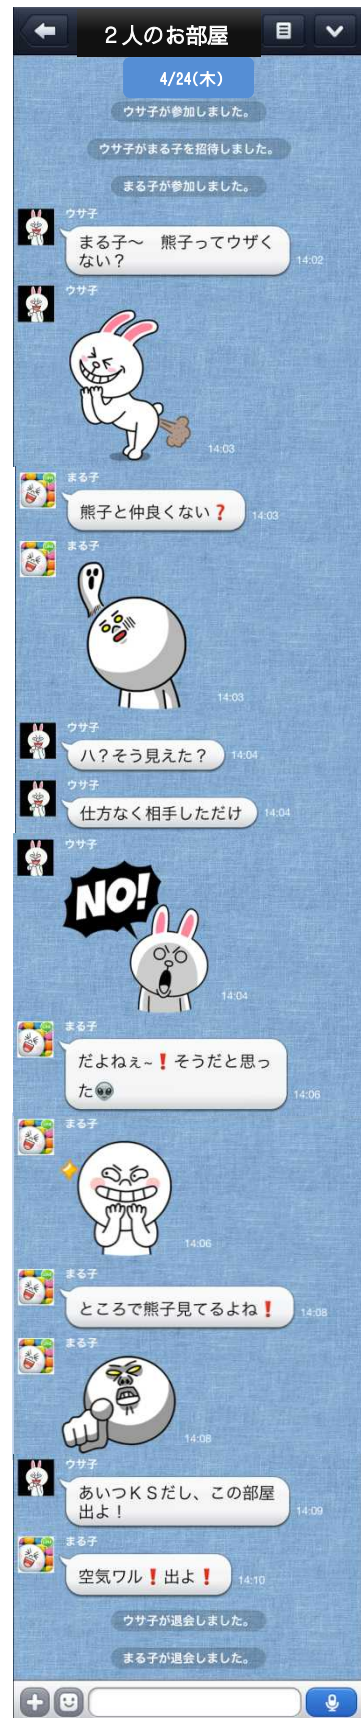 ２人のお部屋
4/24(木)
ウサ子が参加しました。
ウサ子がまる子を招待しました。
まる子が参加しました。
ウサ子
まる子〜　熊子ってウザく
ない？
14:02
ウサ子
14:03
まる子
熊子と仲良くない❓
14:03
まる子
14:03
ウサ子
ハ？そう見えた？
14:04
ウサ子
仕方なく相手しただけ
14:04
ウサ子
NO!
14:04
まる子
だよねぇ~❗そうだと思っ
た👽
14:06
まる子
14:06
まる子
ところで熊子見てるよね❗
14:08
まる子
14:08
ウサ子
あいつＫＳだし、この部屋
出よ！
14:09
まる子
空気ワル❗出よ❗
14:10
ウサ子が退会しました。
まる子が退会しました。